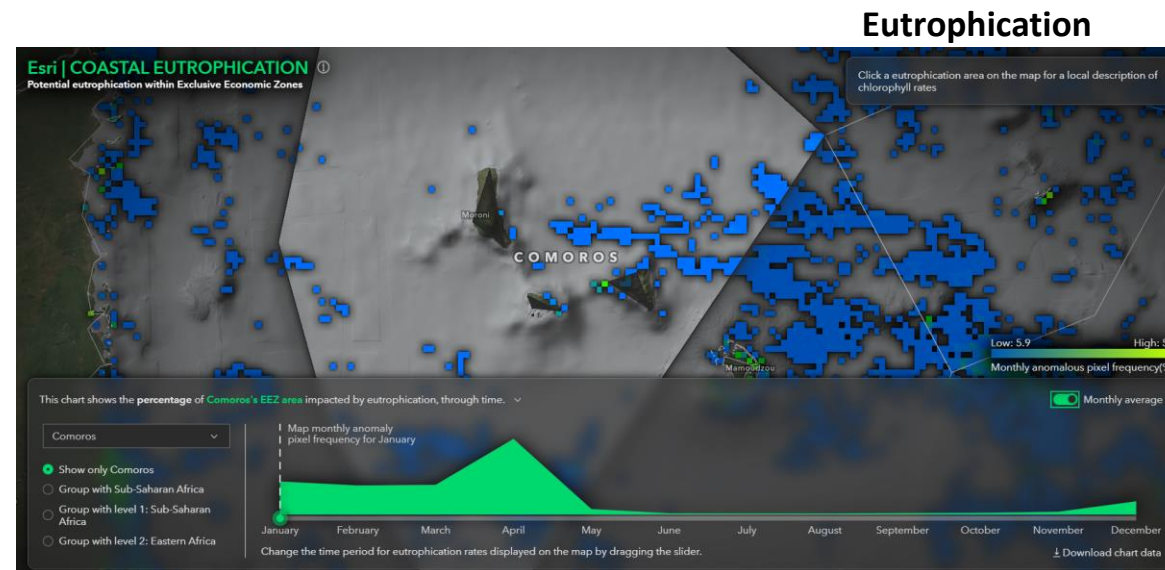 Eutrophication
Esri | COASTAL EUTROPHICATION ⓘ
Potential eutrophication within Exclusive Economic Zones
Click a eutrophication area on the map for a local description of
chlorophyll rates
Moroni
COMOROS
Mamoudzou
Low: 5.9 High:
Monthly anomalous pixel frequency(
This chart shows the percentage of Comoros's EEZ area impacted by eutrophication, through time.
Monthly average
Comoros
Map monthly anomaly
pixel frequency for January
Show only Comoros
Group with Sub-Saharan Africa
Group with level 1: Sub-Saharan
Africa
Group with level 2: Eastern Africa
January February March April May June July August September October November December
Change the time period for eutrophication rates displayed on the map by dragging the slider.
Download chart data